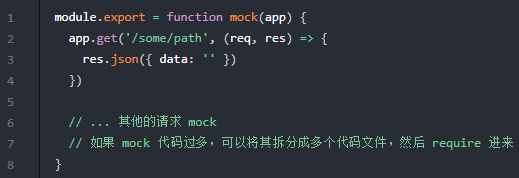 1 module.export = function mock(app) {
2   app.get('/some/path', (req, res) => {
3     res.json({ data: '' })
4   })
5
6   // ... 其他的请求 mock
7   // 如果 mock 代码过多，可以将其拆分成多个代码文件，然后 require 进来
8 }